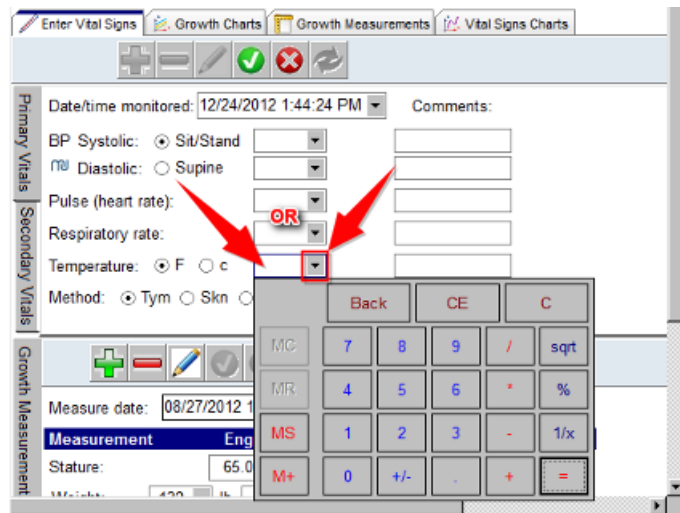 Enter Vital Signs Growth Charts Growth Measurements Vital Signs Charts
Primary Vitals
Secondary Vitals
Growth Measurement
Date/time monitored: 12/24/2012 1:44:24 PM Comments:
BP Systolic: Sit/Stand
Diastolic: Supine
Pulse (heart rate):
OR
Respiratory rate:
Temperature: F c
Method: Tym Skn
Back CE C
MC 7 8 9 / sqrt
MR 4 5 6 * %
MS 1 2 3 - 1/x
M+ 0 +/- . + =
Measure date: 08/27/2012 1
Measurement Eng
Stature: 65.0